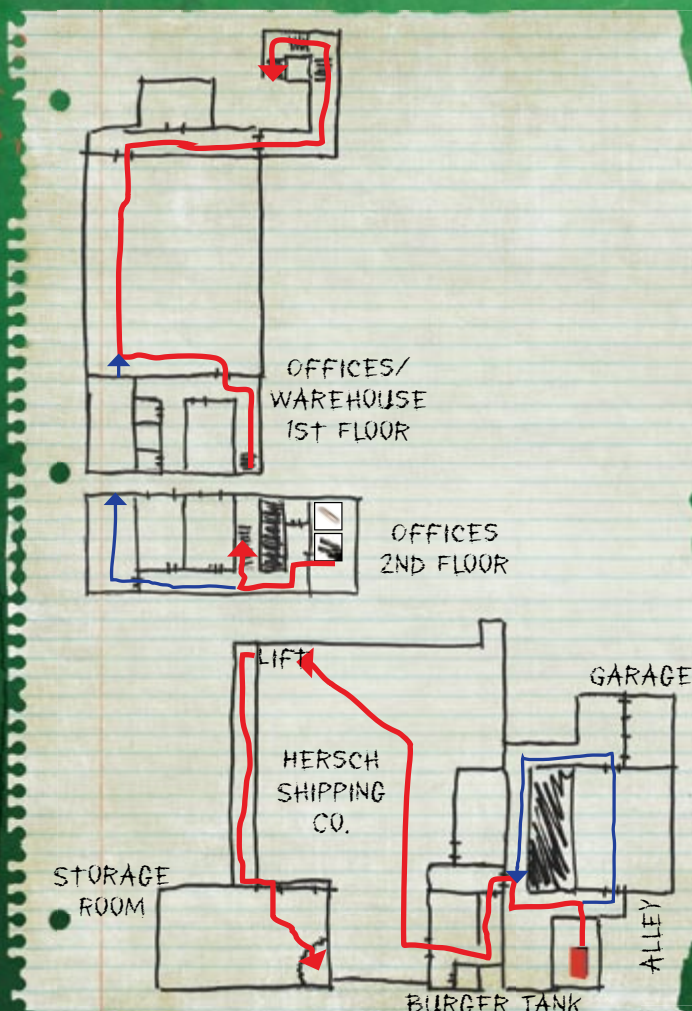 OFFICES/
WAREHOUSE
1ST FLOOR
OFFICES
2ND FLOOR
LIFT
GARAGE
HERSCH
SHIPPING
CO.
STORAGE
ROOM
ALLEY
BURGER TANK